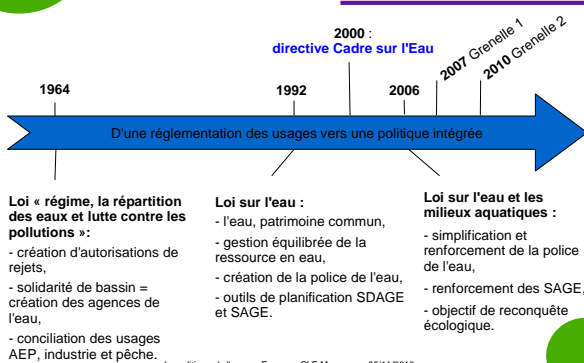 2000 :
directive Cadre sur l'Eau
2007 Grenelle 1
2010 Grenelle 2
1964
1992
2006
D'une réglementation des usages vers une politique intégrée
Loi « régime, la répartition
des eaux et lutte contre les
pollutions »:
- création d'autorisations de
rejets,
- solidarité de bassin =
création des agences de
l'eau,
- conciliation des usages
AEP, industrie et pêche.
Loi sur l'eau :
- l'eau, patrimoine commun,
- gestion équilibrée de la
ressource en eau,
- création de la police de l'eau,
- outils de planification SDAGE
et SAGE.
Loi sur l'eau et les
milieux aquatiques :
- simplification et
renforcement de la police
de l'eau,
- renforcement des SAGE,
- objectif de reconquête
écologique.